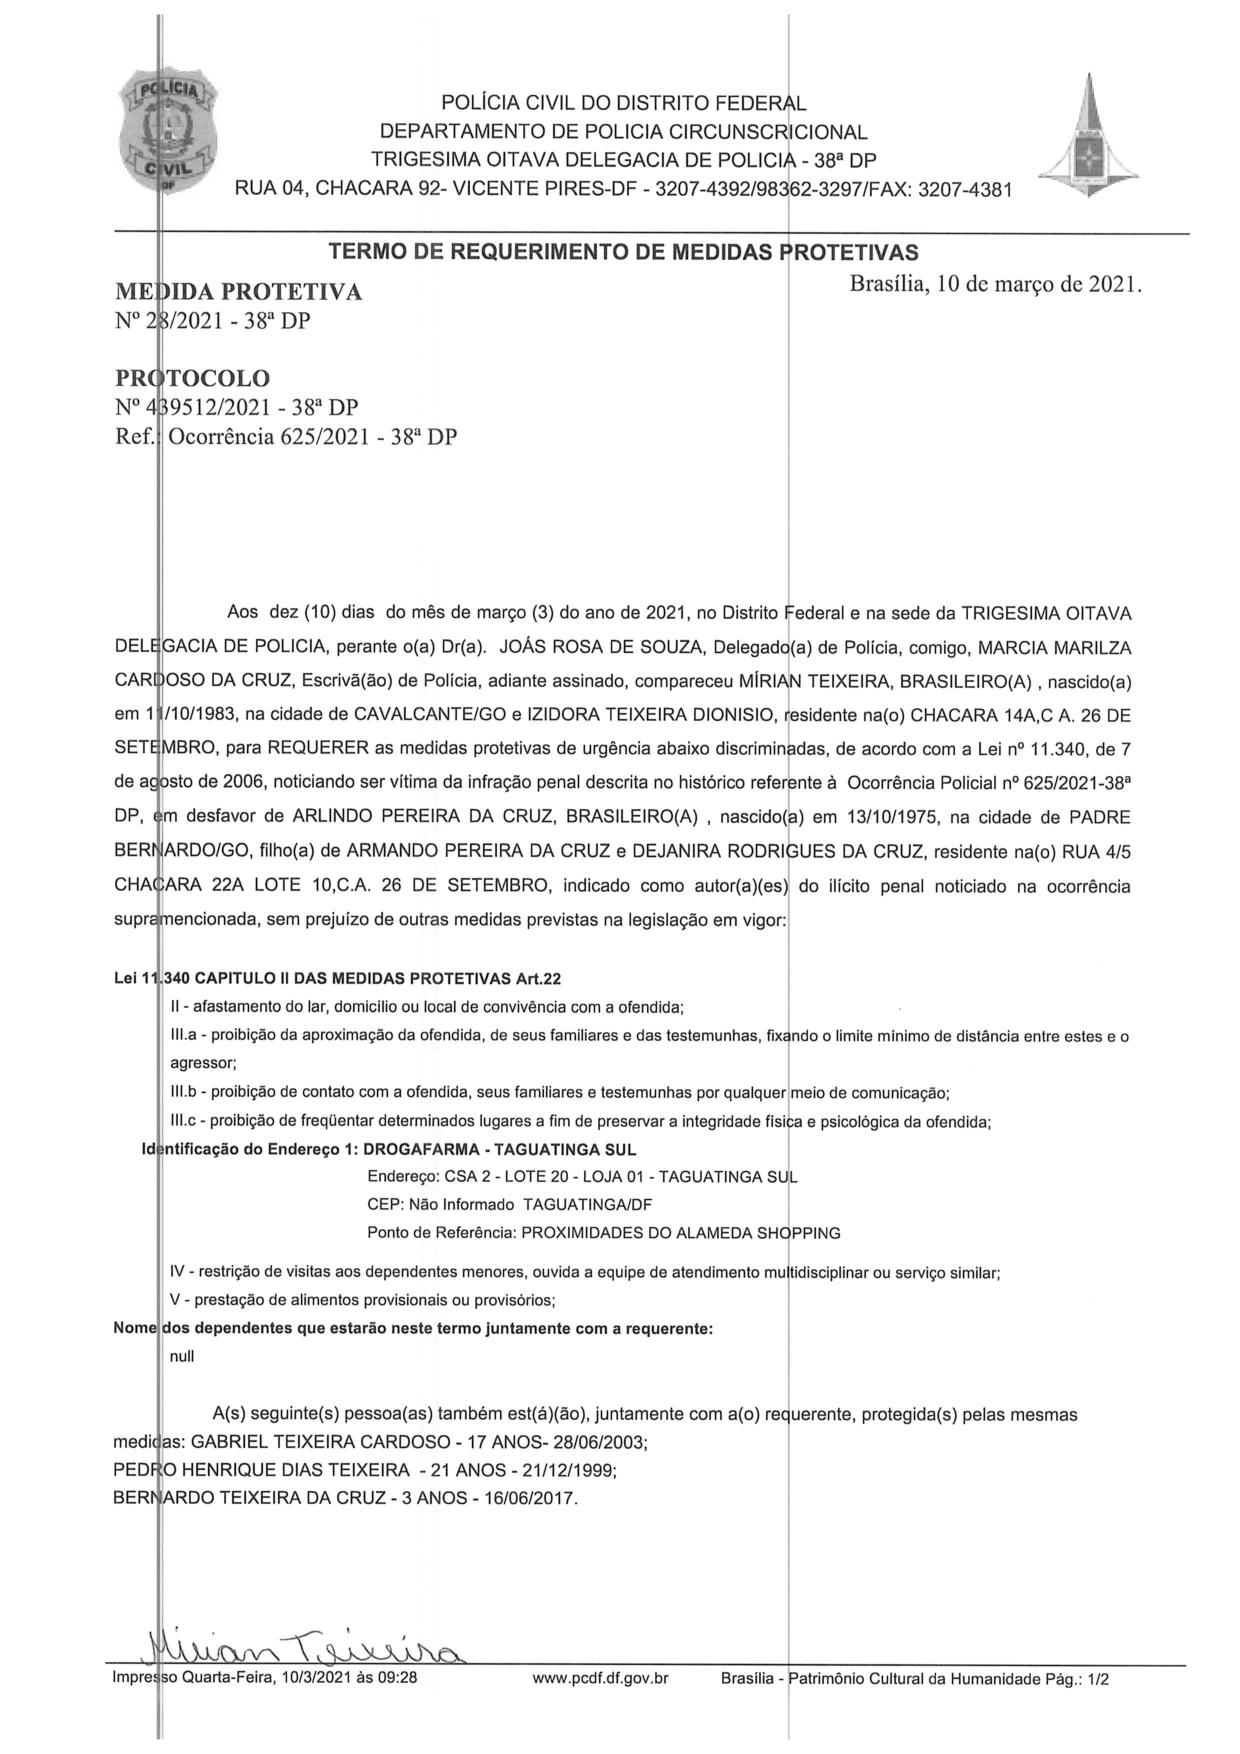 POLÍCIA
CIVIL
DF
POLÍCIA CIVIL DO DISTRITO FEDERAL
DEPARTAMENTO DE POLICIA CIRCUNSCRICIONAL
TRIGESIMA OITAVA DELEGACIA DE POLICIA - 38ª DP
RUA 04, CHACARA 92- VICENTE PIRES-DF - 3207-4392/98362-3297/FAX: 3207-4381
TERMO DE REQUERIMENTO DE MEDIDAS PROTETIVAS
Brasília, 10 de março de 2021.
MEDIDA PROTETIVA
Nº 28/2021 - 38ª DP
PROTOCOLO
Nº 439512/2021 - 38ª DP
Ref.: Ocorrência 625/2021 - 38ª DP
Aos dez (10) dias do mês de março (3) do ano de 2021, no Distrito Federal e na sede da TRIGESIMA OITAVA
DELEGACIA DE POLICIA, perante o(a) Dr(a). JOÁS ROSA DE SOUZA, Delegado(a) de Polícia, comigo, MARCIA MARILZA
CARDOSO DA CRUZ, Escrivã(ão) de Polícia, adiante assinado, compareceu MÍRIAN TEIXEIRA, BRASILEIRO(A) , nascido(a)
em 11/10/1983, na cidade de CAVALCANTE/GO e IZIDORA TEIXEIRA DIONISIO, residente na(o) CHACARA 14A,C A. 26 DE
SETEMBRO, para REQUERER as medidas protetivas de urgência abaixo discriminadas, de acordo com a Lei nº 11.340, de 7
de agosto de 2006, noticiando ser vítima da infração penal descrita no histórico referente à Ocorrência Policial nº 625/2021-38ª
DP, em desfavor de ARLINDO PEREIRA DA CRUZ, BRASILEIRO(A) , nascido(a) em 13/10/1975, na cidade de PADRE
BERNARDO/GO, filho(a) de ARMANDO PEREIRA DA CRUZ e DEJANIRA RODRIGUES DA CRUZ, residente na(o) RUA 4/5
CHACARA 22A LOTE 10,C.A. 26 DE SETEMBRO, indicado como autor(a)(es) do ilícito penal noticiado na ocorrência
supramencionada, sem prejuízo de outras medidas previstas na legislação em vigor:
Lei 11.340 CAPITULO II DAS MEDIDAS PROTETIVAS Art.22
II - afastamento do lar, domicílio ou local de convivência com a ofendida;
III.a - proibição da aproximação da ofendida, de seus familiares e das testemunhas, fixando o limite mínimo de distância entre estes e o
agressor;
III.b - proibição de contato com a ofendida, seus familiares e testemunhas por qualquer meio de comunicação;
III.c - proibição de freqüentar determinados lugares a fim de preservar a integridade física e psicológica da ofendida;
Identificação do Endereço 1: DROGAFARMA - TAGUATINGA SUL
Endereço: CSA 2 - LOTE 20 - LOJA 01 - TAGUATINGA SUL
CEP: Não Informado TAGUATINGA/DF
Ponto de Referência: PROXIMIDADES DO ALAMEDA SHOPPING
IV - restrição de visitas aos dependentes menores, ouvida a equipe de atendimento multidisciplinar ou serviço similar;
V - prestação de alimentos provisionais ou provisórios;
Nome dos dependentes que estarão neste termo juntamente com a requerente:
null
A(s) seguinte(s) pessoa(as) também est(á)(ão), juntamente com a(o) requerente, protegida(s) pelas mesmas
medidas: GABRIEL TEIXEIRA CARDOSO - 17 ANOS- 28/06/2003;
PEDRO HENRIQUE DIAS TEIXEIRA - 21 ANOS - 21/12/1999;
BERNARDO TEIXEIRA DA CRUZ - 3 ANOS - 16/06/2017.
Mirian Teixeira
Impresso Quarta-Feira, 10/3/2021 às 09:28 www.pcdf.df.gov.br Brasília - Patrimônio Cultural da Humanidade Pág.: 1/2